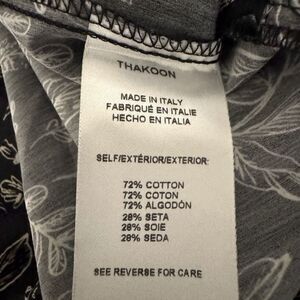 THAKOON
MADE IN ITALY
FABRIQUÉ EN ITALIE
HECHO EN ITALIA
SELF/EXTÉRIOR/EXTERIOR:
72% COTTON
72% COTON
72% ALGODÓN
28% SETA
28% SOIE
28% SEDA
SEE REVERSE FOR CARE